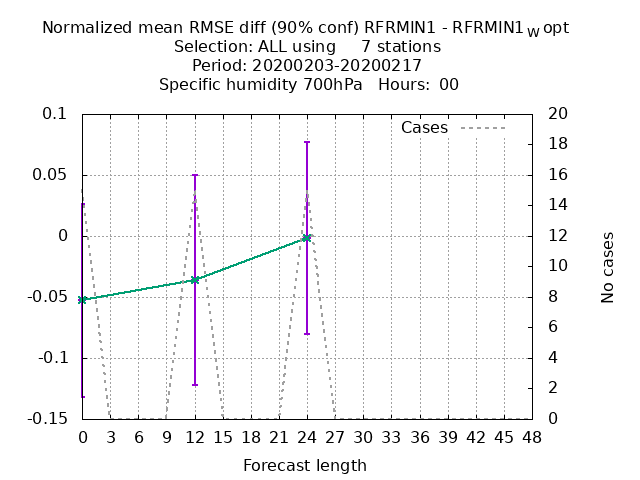 Normalized mean RMSE diff (90% conf) RFRMIN1 - RFRMIN1W opt
Selection: ALL using 7 stations
Period: 20200203-20200217
Specific humidity 700hPa Hours: 00
Cases
0.1
0.05
0
-0.05
-0.1
-0.15
20
18
16
14
12
10
8
6
4
2
0
No cases
0 3 6 9 12 15 18 21 24 27 30 33 36 39 42 45 48
Forecast length